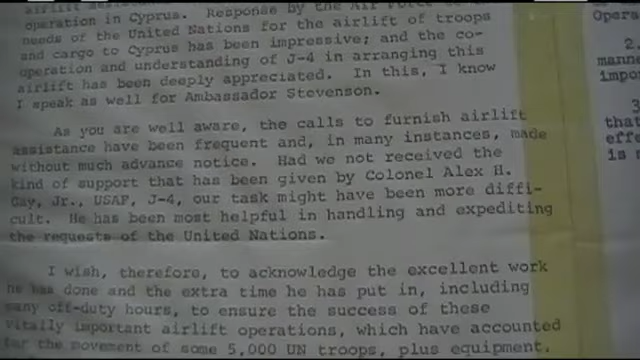 airlift
operation in Cyprus. Response by the Air
needs of the United Nations for the airlift of troops
and cargo to Cyprus has been impressive; and the co-
operation and understanding of J-4 in arranging this
airlift has been deeply appreciated. In this, I know
I speak as well for Ambassador Stevenson.
As you are well aware, the calls to furnish airlift
assistance have been frequent and, in many instances, made
without much advance notice. Had we not received the
kind of support that has been given by Colonel Alex H.
Gay, Jr., USAF, J-4, our task might have been more diffi-
cult. He has been most helpful in handling and expediting
the requests of the United Nations.
I wish, therefore, to acknowledge the excellent work
he has done and the extra time he has put in, including
many off-duty hours, to ensure the success of these
vitally important airlift operations, which have accounted
for the movement of some 5,000 UN troops, plus equipment.
Opera
2.
manne
impo
3
that
effe
is